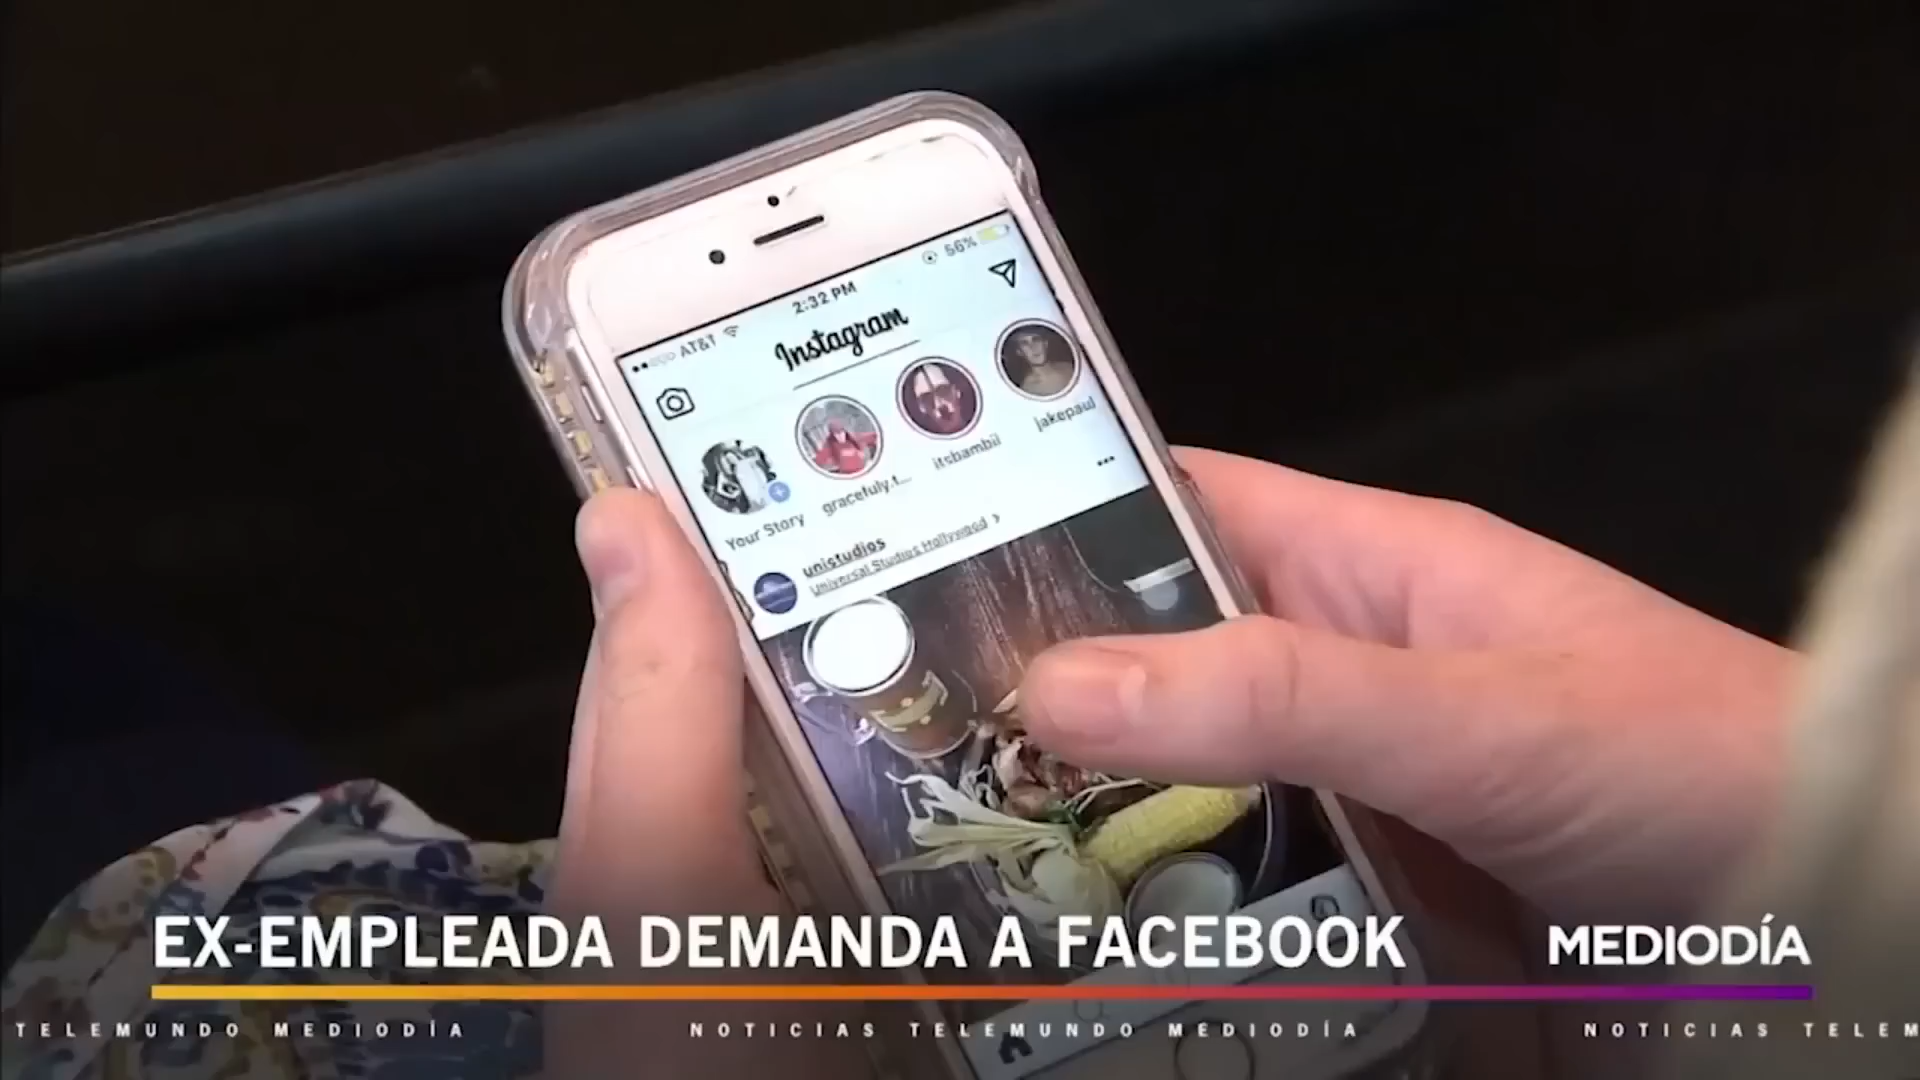 56%
2:32 PM
AT&T
Instagram
jakepaul
itsbambil
gracefuly.t...
Your Story
unistudios
Universal Studios Hollywood >
EX-EMPLEADA DEMANDA A FACEBOOK
MEDIODÍA
TELEMUNDO MEDIODÍA NOTICIAS TELEMUNDO MEDIODÍA NOTICIAS TELEM